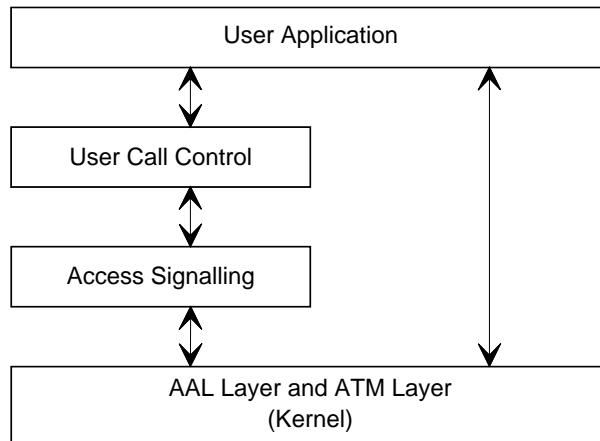 User Application
User Call Control
Access Signalling
AAL Layer and ATM Layer
(Kernel)